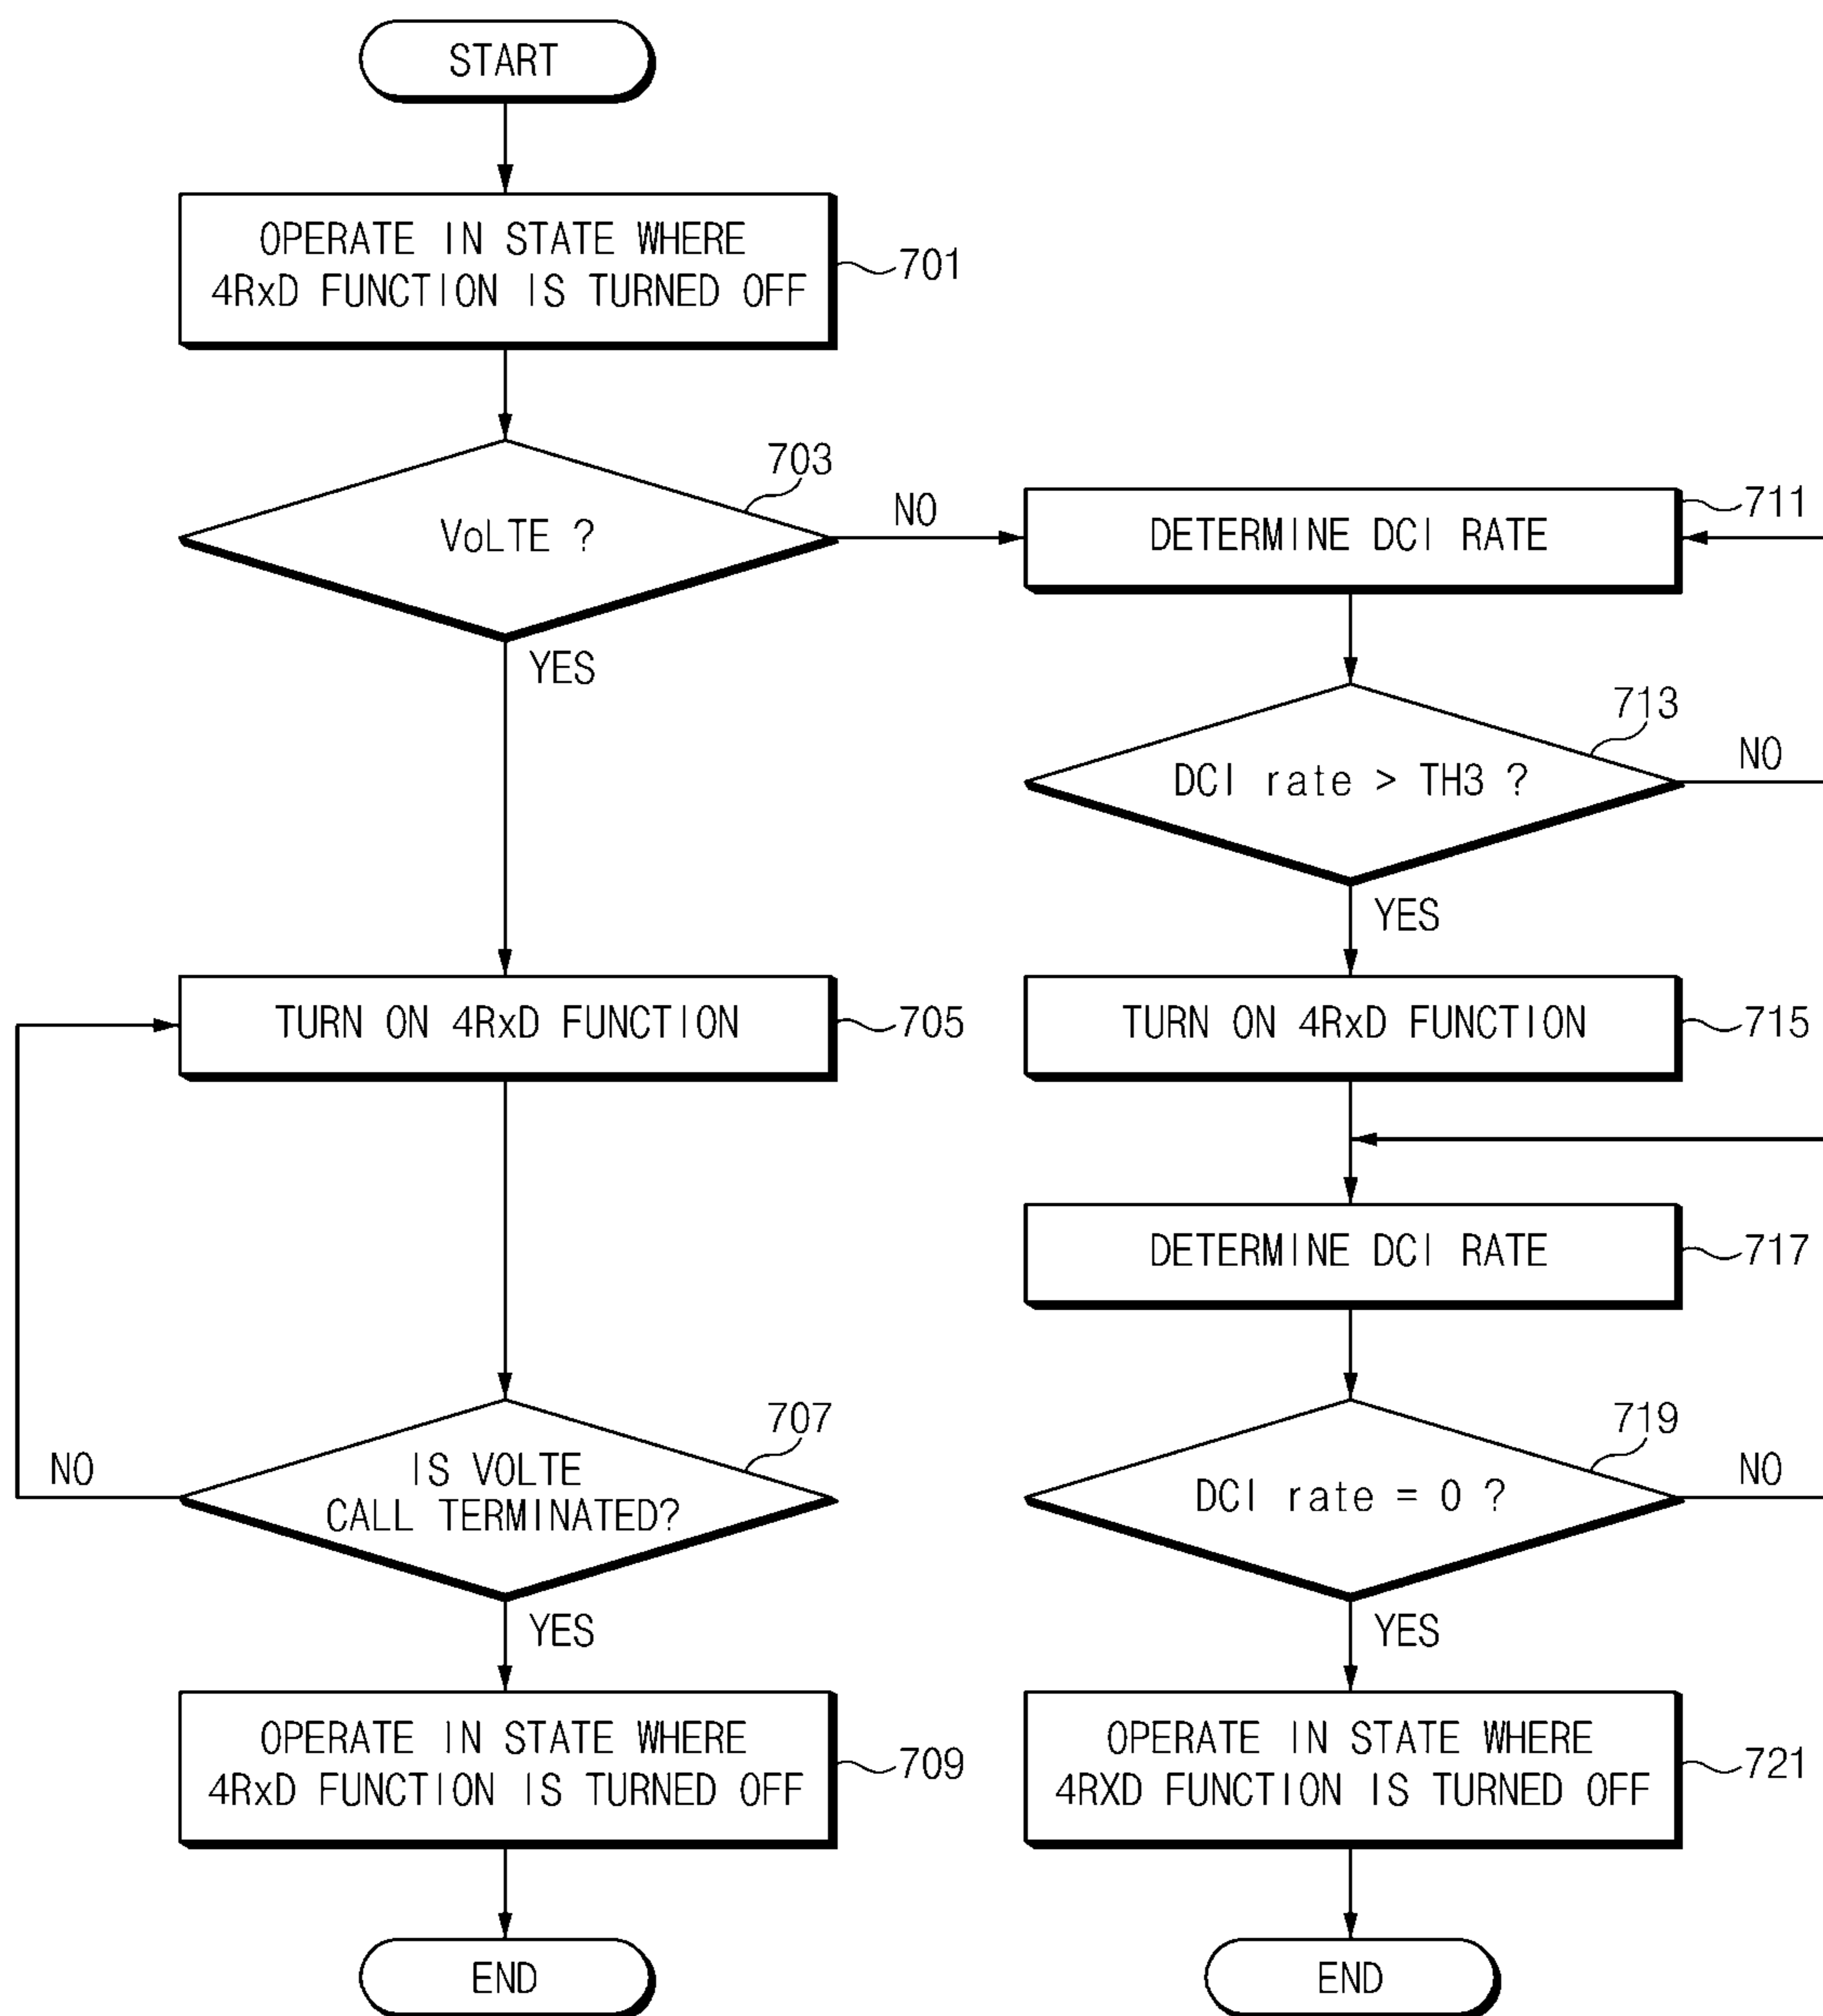 START
OPERATE IN STATE WHERE
4RxD FUNCTION IS TURNED OFF
701
VoLTE ?
703
NO
YES
TURN ON 4RxD FUNCTION
705
IS VOLTE
CALL TERMINATED?
707
NO
YES
OPERATE IN STATE WHERE
4RxD FUNCTION IS TURNED OFF
709
END
DETERMINE DCI RATE
711
DCI rate > TH3 ?
713
NO
YES
TURN ON 4RxD FUNCTION
715
DETERMINE DCI RATE
717
DCI rate = 0 ?
719
NO
YES
OPERATE IN STATE WHERE
4RXD FUNCTION IS TURNED OFF
721
END